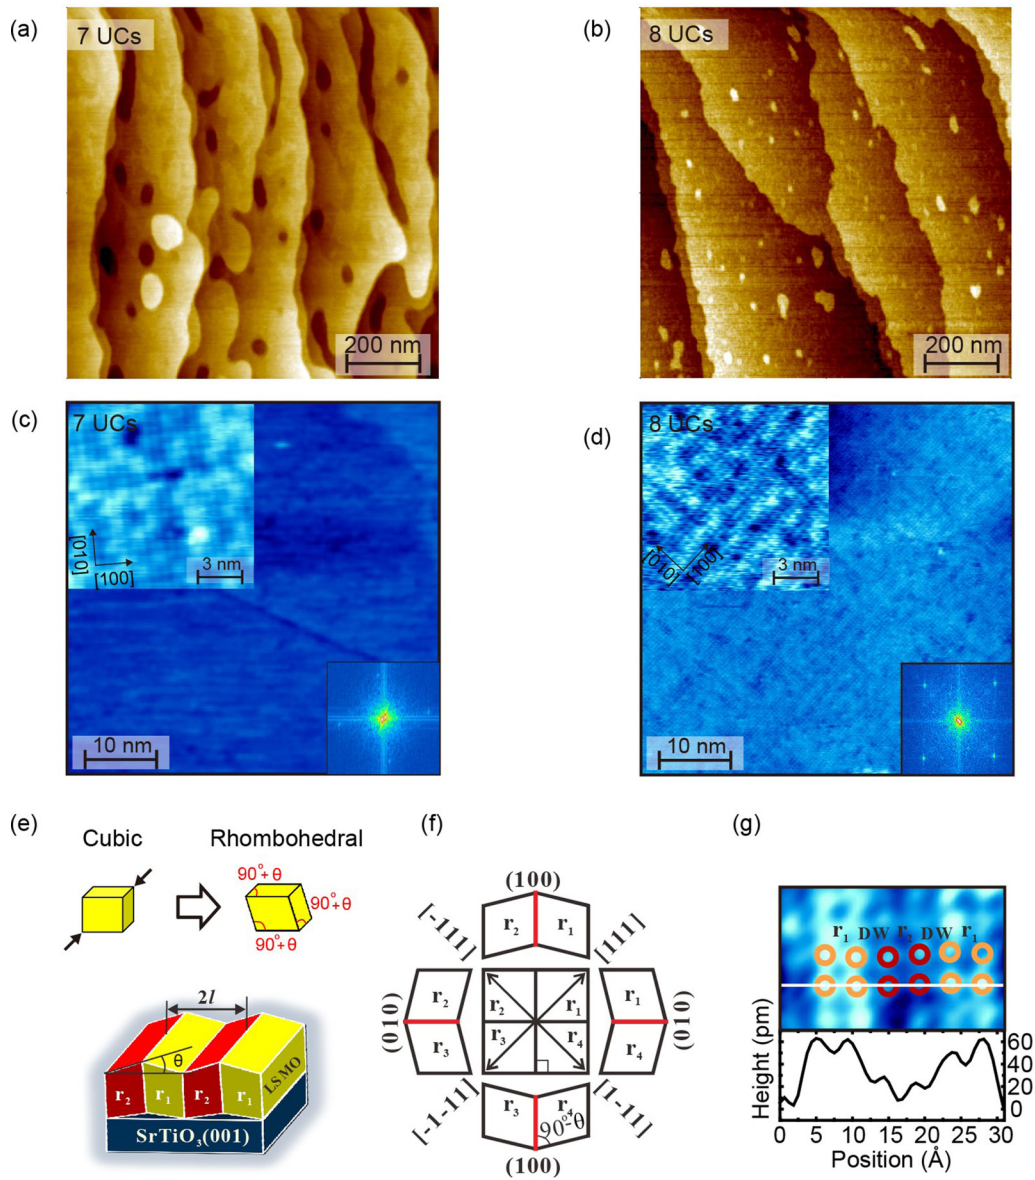 (a)
7 UCs
200 nm
(b)
8 UCs
200 nm
(c)
7 UCs
[010]
[100]
3 nm
10 nm
(d)
8 UCs
[010]
[100]
3 nm
10 nm
(e)
Cubic
Rhombohedral
90°+θ
90°+θ
90°+θ
2l
θ
r₂ r₁ r₂ r₁
LSMO
SrTiO₃(001)
(f)
(100)
[-111]
r₂ r₁
[111]
(010)
r₂
r₃
r₂ r₁
r₃ r₄
r₁
r₄
(010)
[-1-11]
r₃ r₄
90°-θ
[1-11]
(100)
(g)
r₁ DW r₂ DW r₁
Height (pm)
60
40
20
0
0 5 10 15 20 25 30
Position (Å)